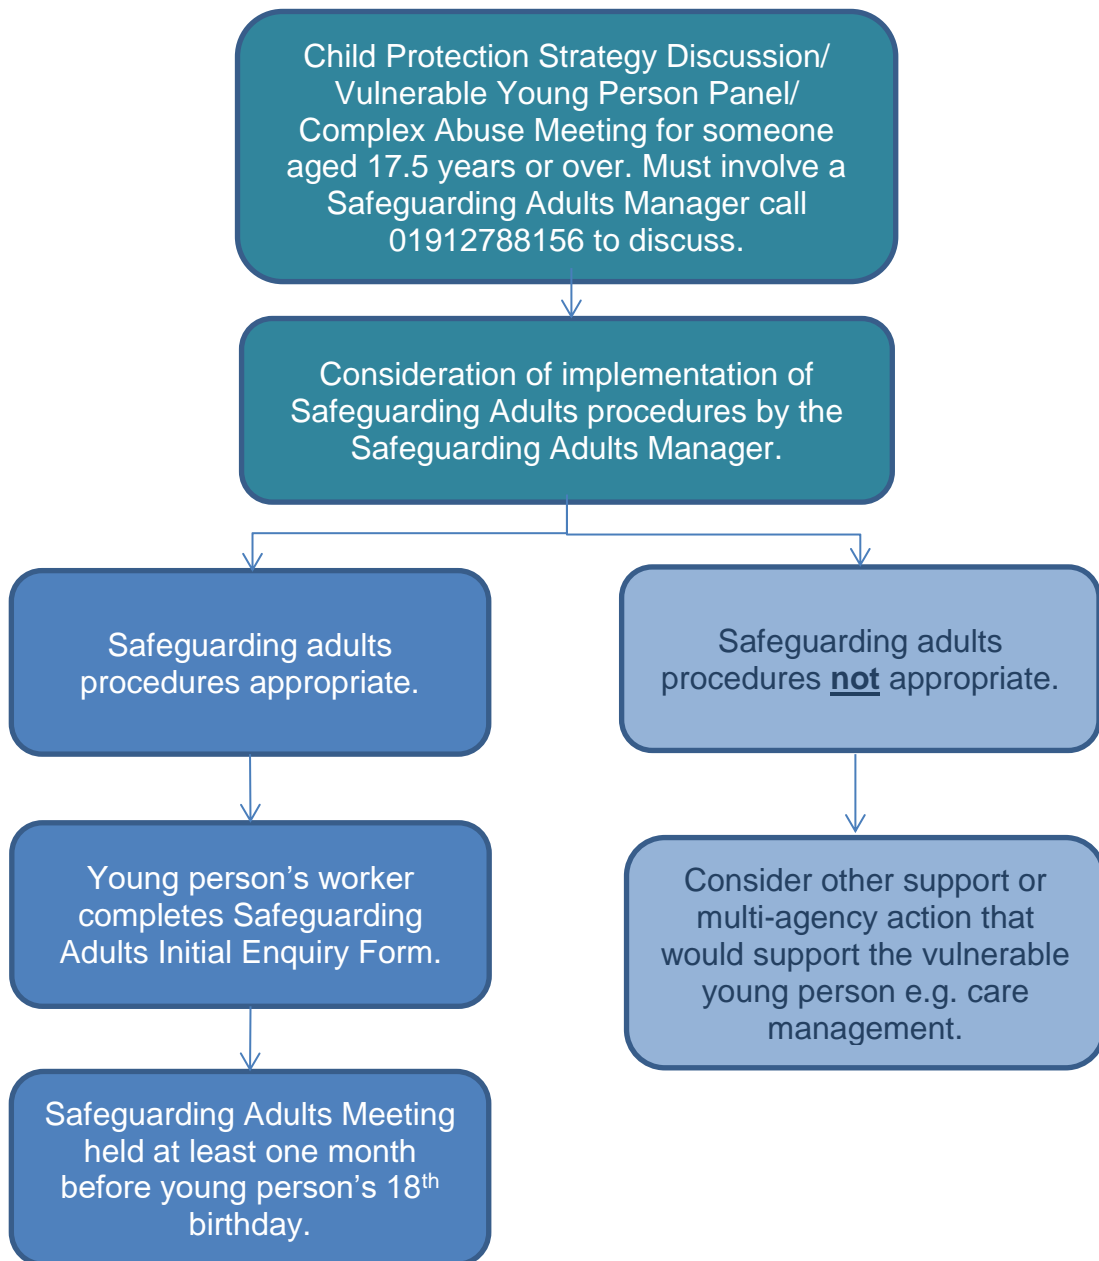 Child Protection Strategy Discussion/
Vulnerable Young Person Panel/
Complex Abuse Meeting for someone
aged 17.5 years or over. Must involve a
Safeguarding Adults Manager call
01912788156 to discuss.
Consideration of implementation of
Safeguarding Adults procedures by the
Safeguarding Adults Manager.
Safeguarding adults
procedures appropriate.
Safeguarding adults
procedures not appropriate.
Young person’s worker
completes Safeguarding
Adults Initial Enquiry Form.
Consider other support or
multi-agency action that
would support the vulnerable
young person e.g. care
management.
Safeguarding Adults Meeting
held at least one month
before young person’s 18th
birthday.